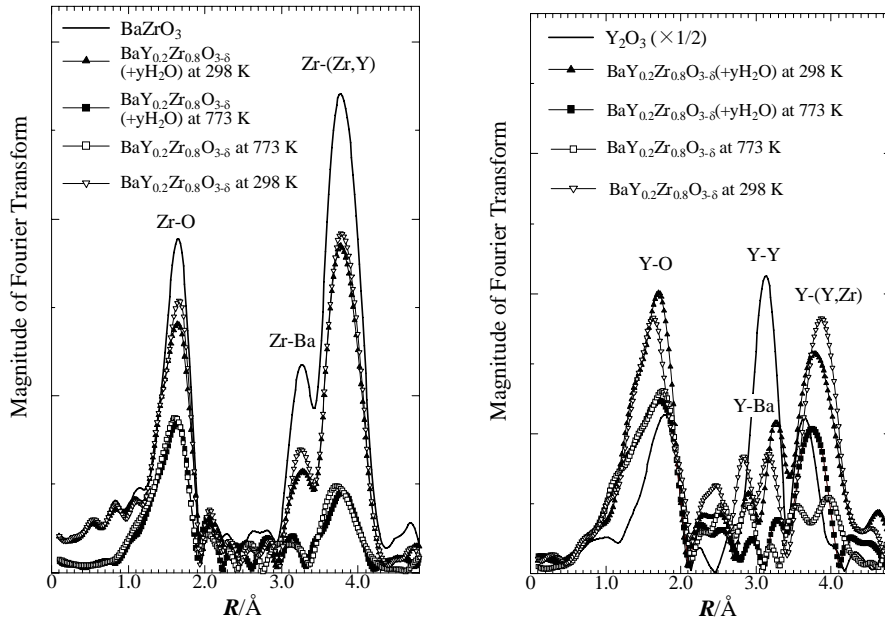 BaZrO₃
BaY₀.₂Zr₀.₈O₃₋δ
(+yH₂O) at 298 K
BaY₀.₂Zr₀.₈O₃₋δ
(+yH₂O) at 773 K
BaY₀.₂Zr₀.₈O₃₋δ at 773 K
BaY₀.₂Zr₀.₈O₃₋δ at 298 K
Zr-(Zr,Y)
Zr-O
Zr-Ba
Magnitude of Fourier Transform
0 1.0 2.0 3.0 4.0
R/Å
Y₂O₃ (×1/2)
BaY₀.₂Zr₀.₈O₃₋δ(+yH₂O) at 298 K
BaY₀.₂Zr₀.₈O₃₋δ(+yH₂O) at 773 K
BaY₀.₂Zr₀.₈O₃₋δ at 773 K
BaY₀.₂Zr₀.₈O₃₋δ at 298 K
Y-Y
Y-O
Y-(Y,Zr)
Y-Ba
Magnitude of Fourier Transform
0 1.0 2.0 3.0 4.0
R/Å